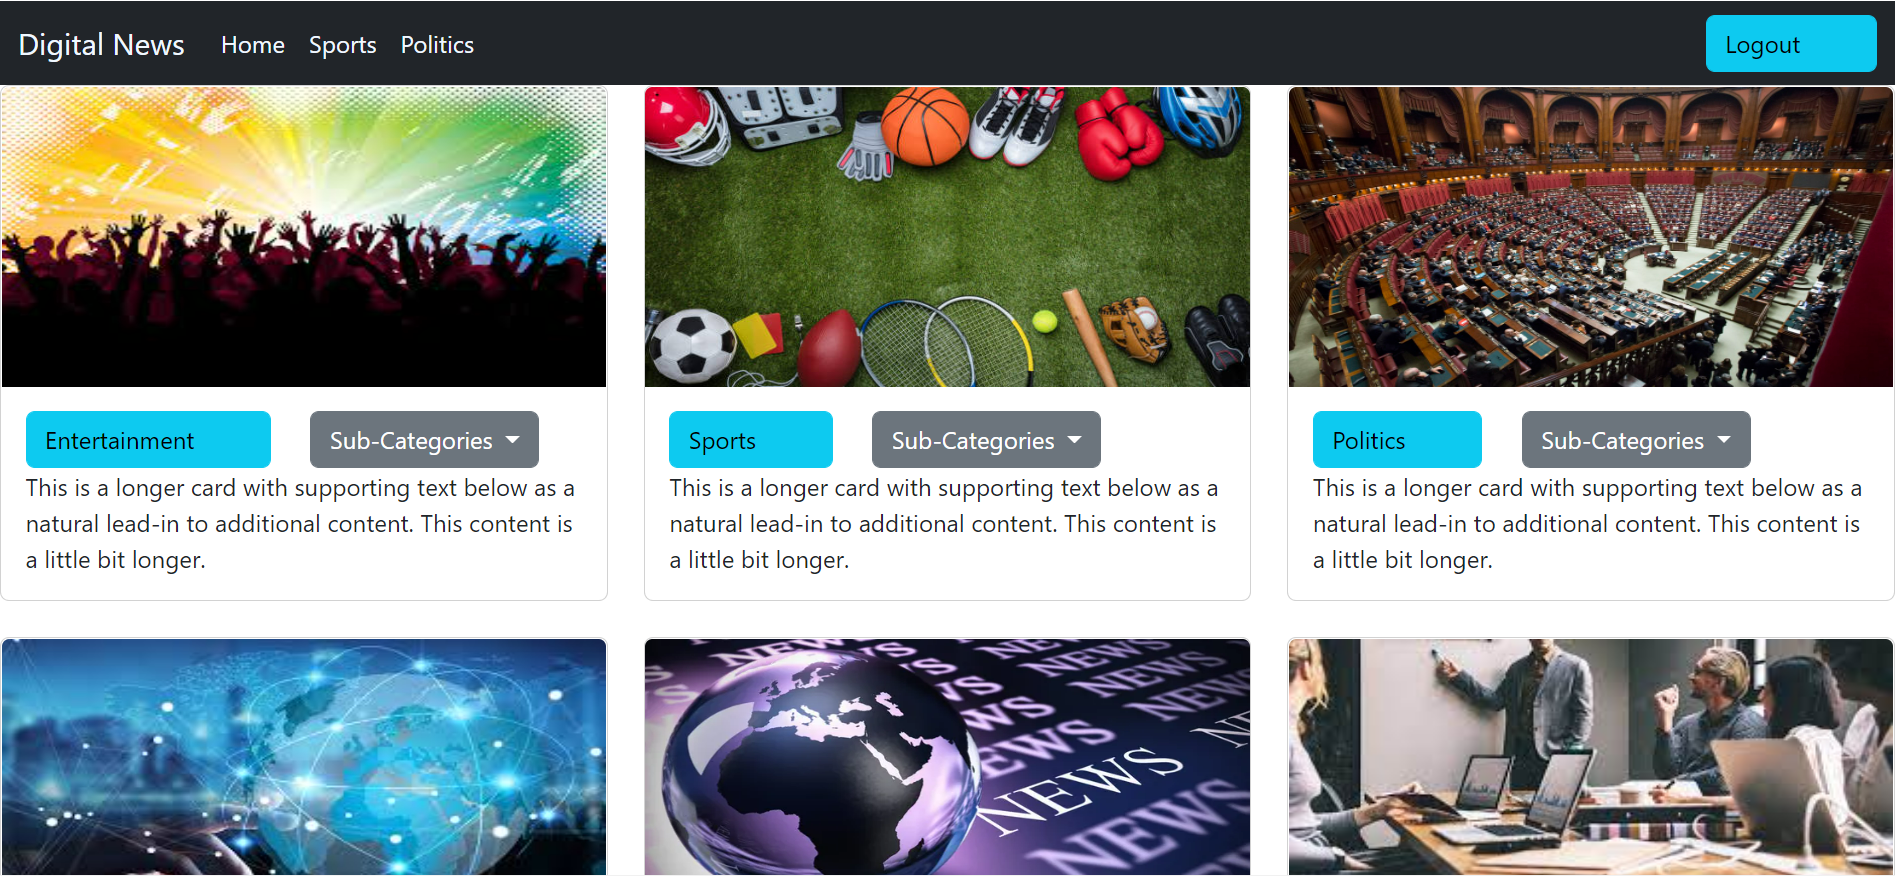 Digital News Home Sports Politics Logout
Entertainment Sub-Categories
This is a longer card with supporting text below as a
natural lead-in to additional content. This content is
a little bit longer.
Sports Sub-Categories
This is a longer card with supporting text below as a
natural lead-in to additional content. This content is
a little bit longer.
Politics Sub-Categories
This is a longer card with supporting text below as a
natural lead-in to additional content. This content is
a little bit longer.
NEWS
NEWS
NEWS
NEWS
NEWS
NEWS
NEWS
NEWS